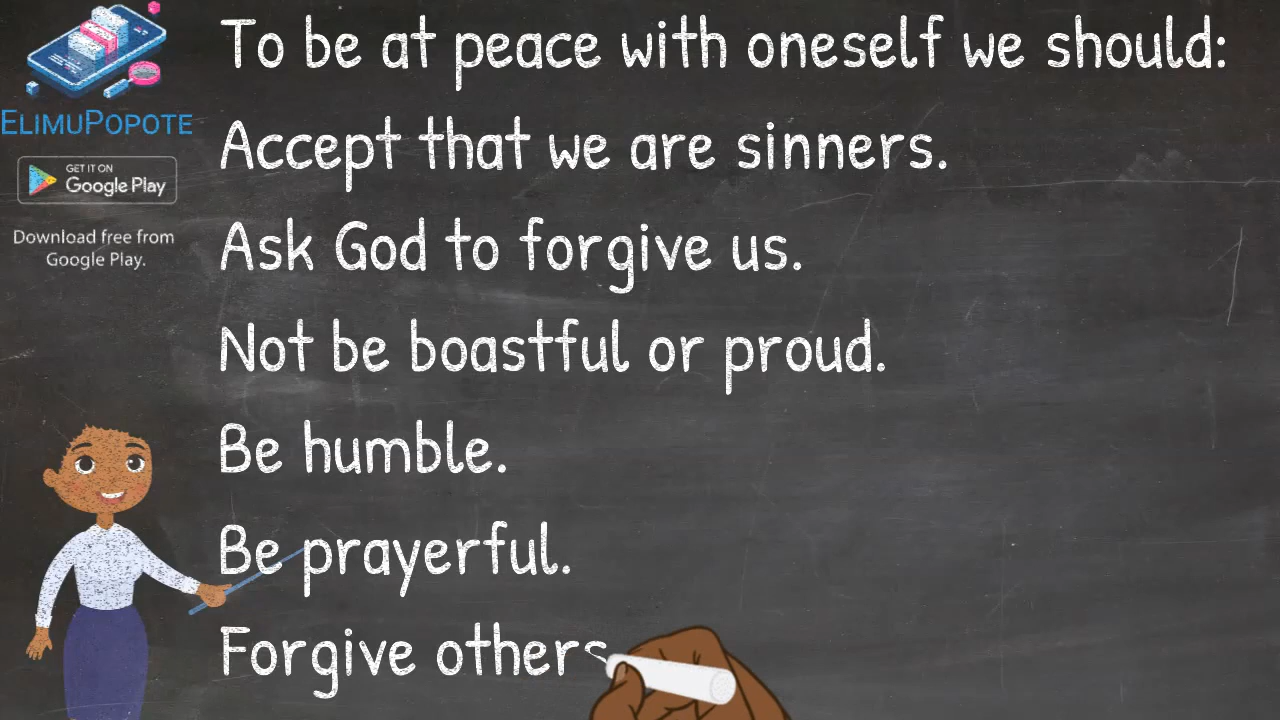 ELIMUPOPOTE
GET IT ON
Google Play
Download free from
Google Play.
To be at peace with oneself we should:
Accept that we are sinners.
Ask God to forgive us.
Not be boastful or proud.
Be humble.
Be prayerful.
Forgive others